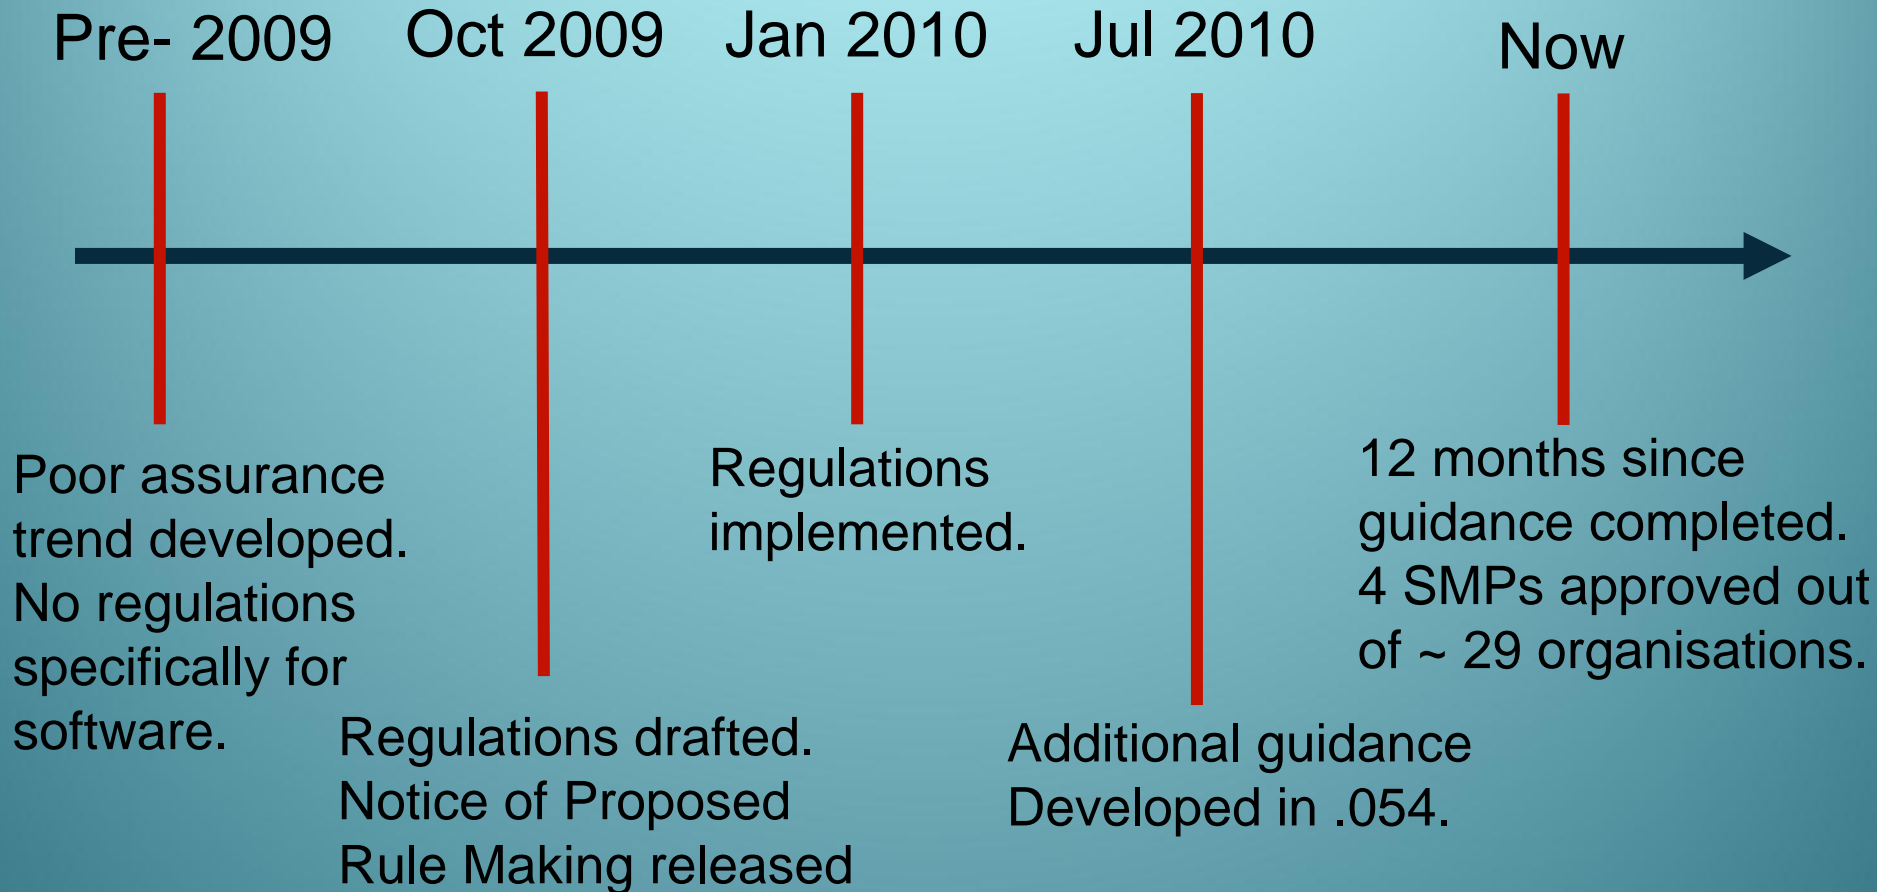 Pre- 2009
Oct 2009
Jan 2010
Jul 2010
Now
Poor assurance
trend developed.
No regulations
specifically for
software.
Regulations drafted.
Notice of Proposed
Rule Making released
Regulations
implemented.
Additional guidance
Developed in .054.
12 months since
guidance completed.
4 SMPs approved out
of ~ 29 organisations.